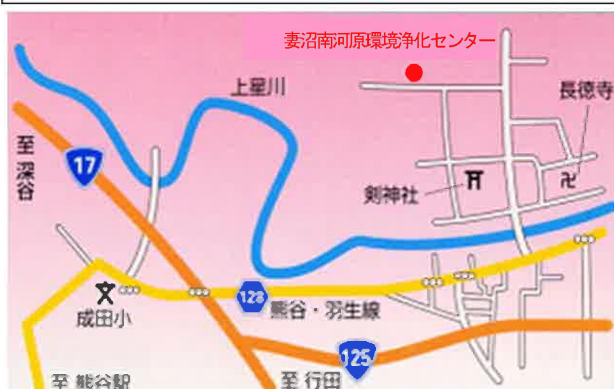 妻沼南河原環境浄化センター
上星川
長徳寺
至深谷
17
剣神社
128
熊谷・羽生線
成田小
125
至 熊谷駅
至 行田